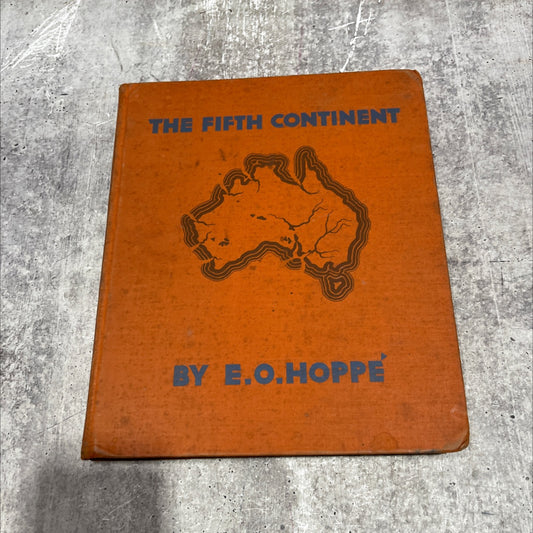 THE FIFTH CONTINENT
BY E.O.HOPPÉ